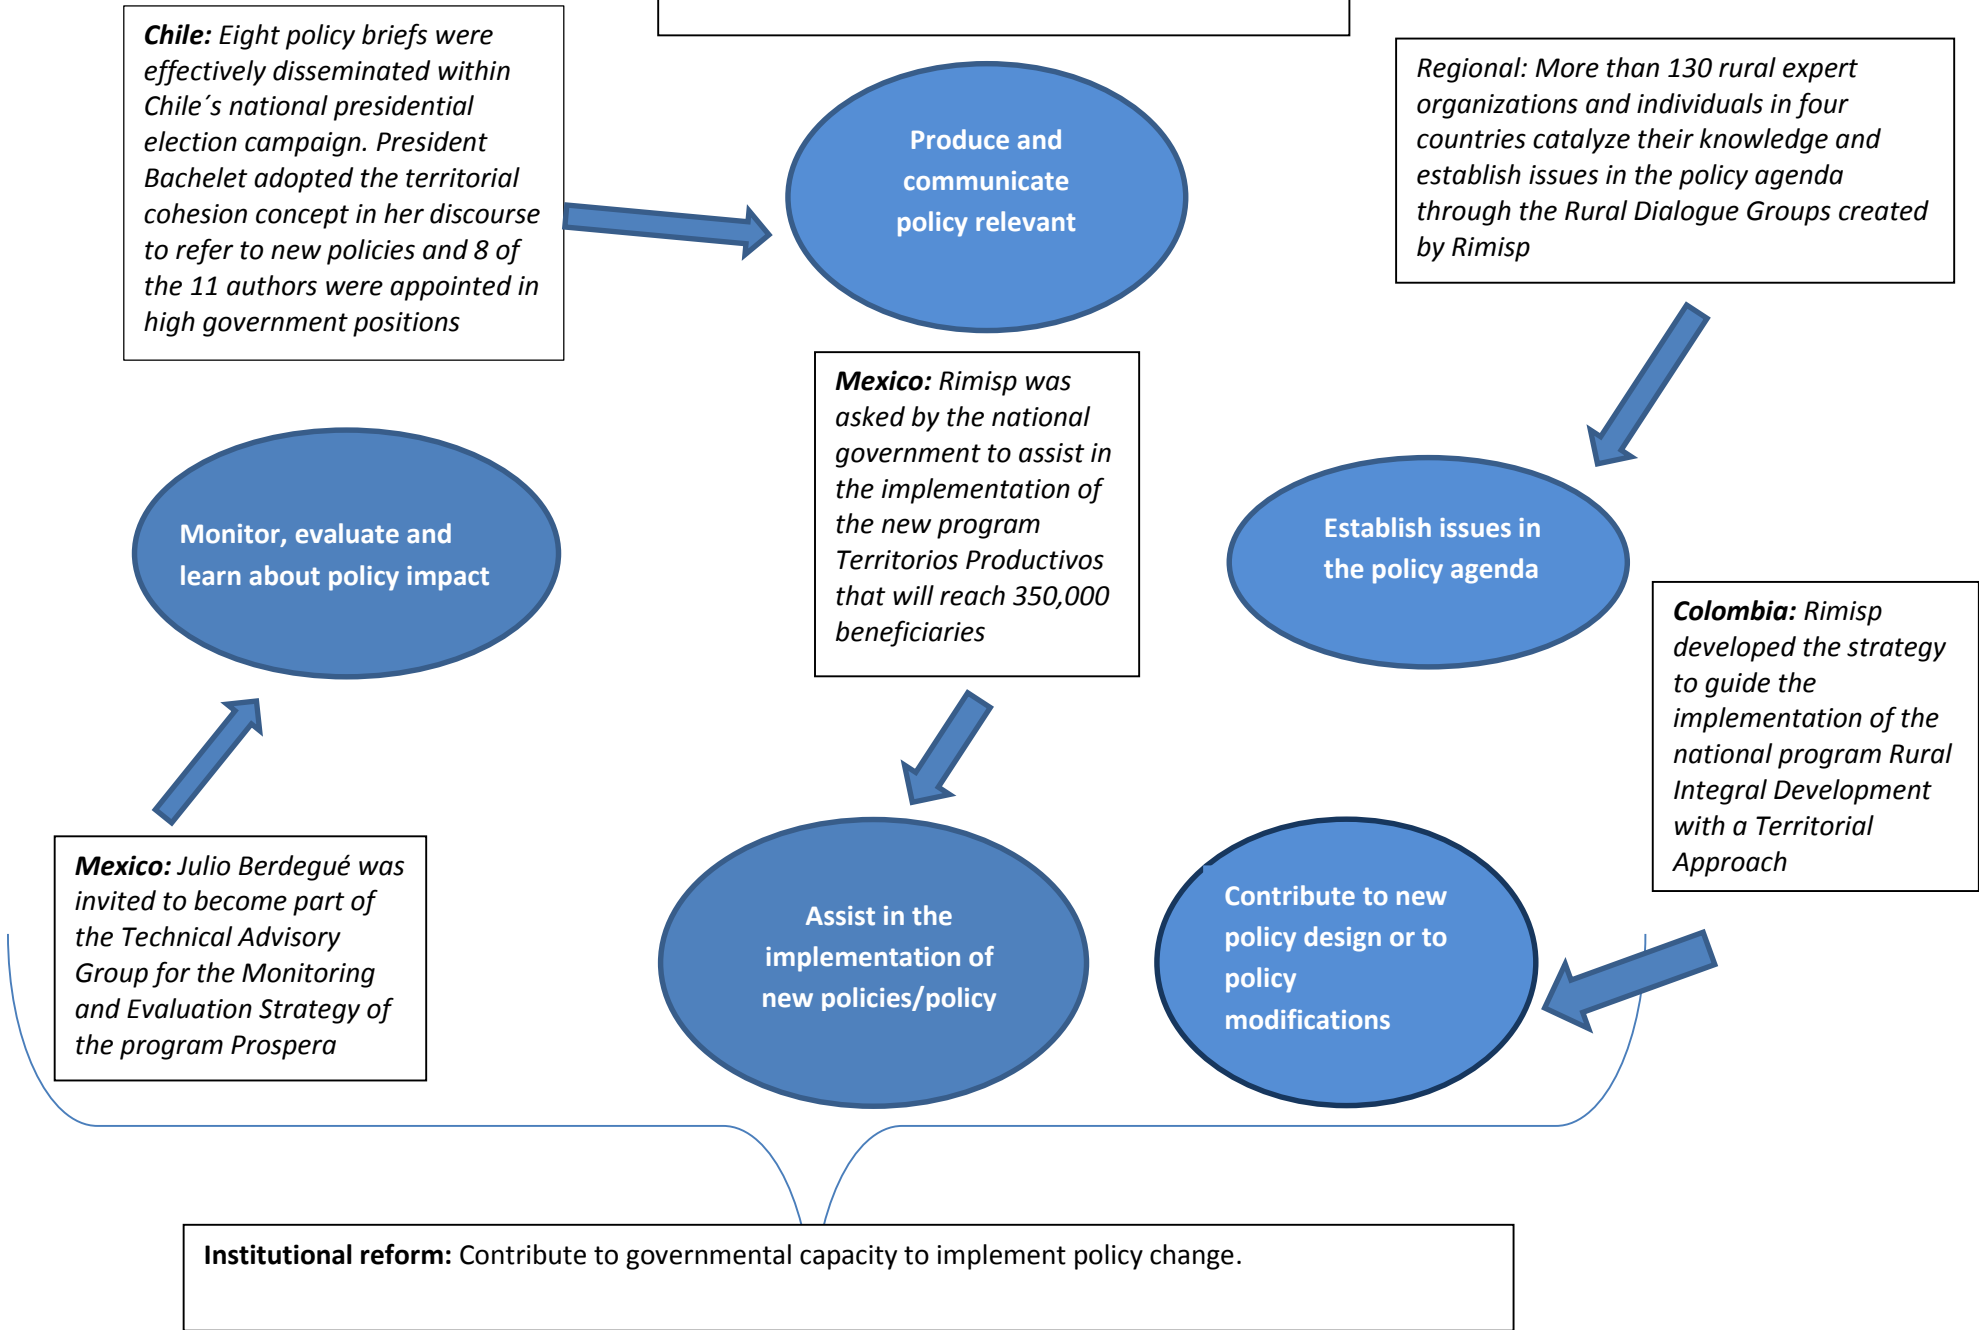 Chile: Eight policy briefs were
effectively disseminated within
Chile´s national presidential
election campaign. President
Bachelet adopted the territorial
cohesion concept in her discourse
to refer to new policies and 8 of
the 11 authors were appointed in
high government positions
Produce and
communicate
policy relevant
Regional: More than 130 rural expert
organizations and individuals in four
countries catalyze their knowledge and
establish issues in the policy agenda
through the Rural Dialogue Groups created
by Rimisp
Mexico: Rimisp was
asked by the national
government to assist in
the implementation of
the new program
Territorios Productivos
that will reach 350,000
beneficiaries
Monitor, evaluate and
learn about policy impact
Establish issues in
the policy agenda
Colombia: Rimisp
developed the strategy
to guide the
implementation of the
national program Rural
Integral Development
with a Territorial
Approach
Mexico: Julio Berdegué was
invited to become part of
the Technical Advisory
Group for the Monitoring
and Evaluation Strategy of
the program Prospera
Assist in the
implementation of
new policies/policy
Contribute to new
policy design or to
policy
modifications
Institutional reform: Contribute to governmental capacity to implement policy change.